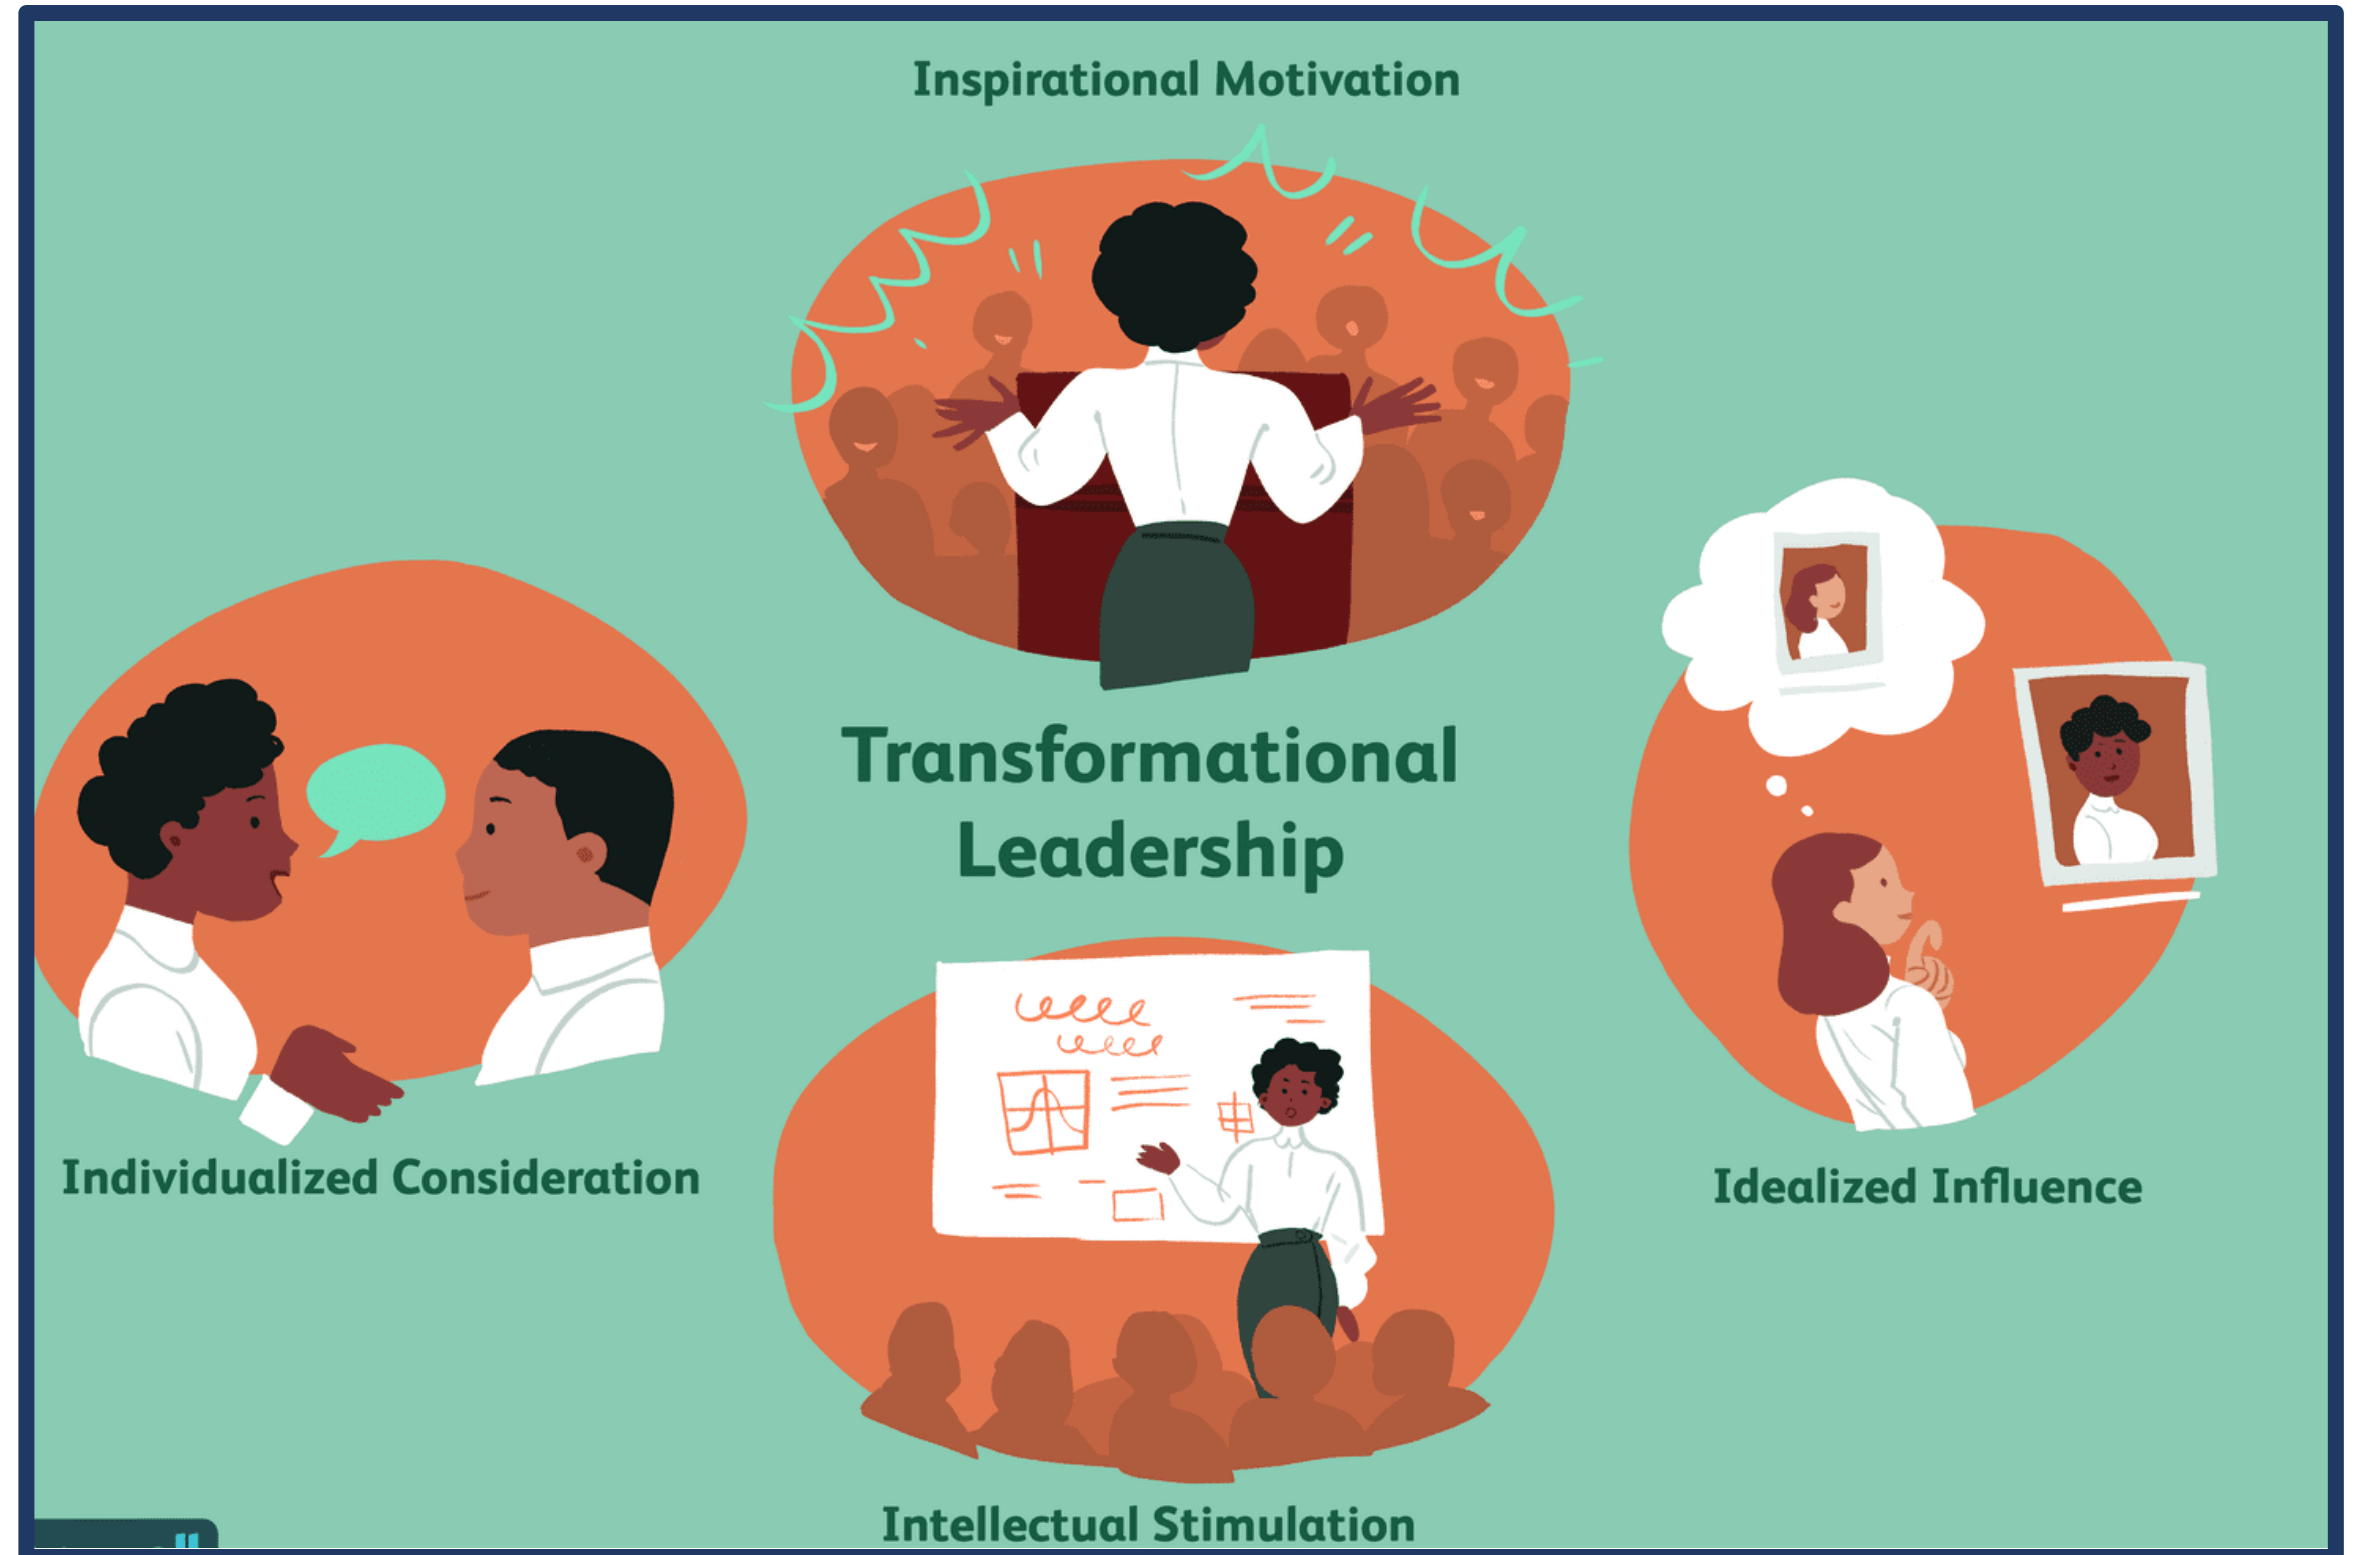 Inspirational Motivation
Transformational
Leadership
Individualized Consideration
Idealized Influence
Intellectual Stimulation